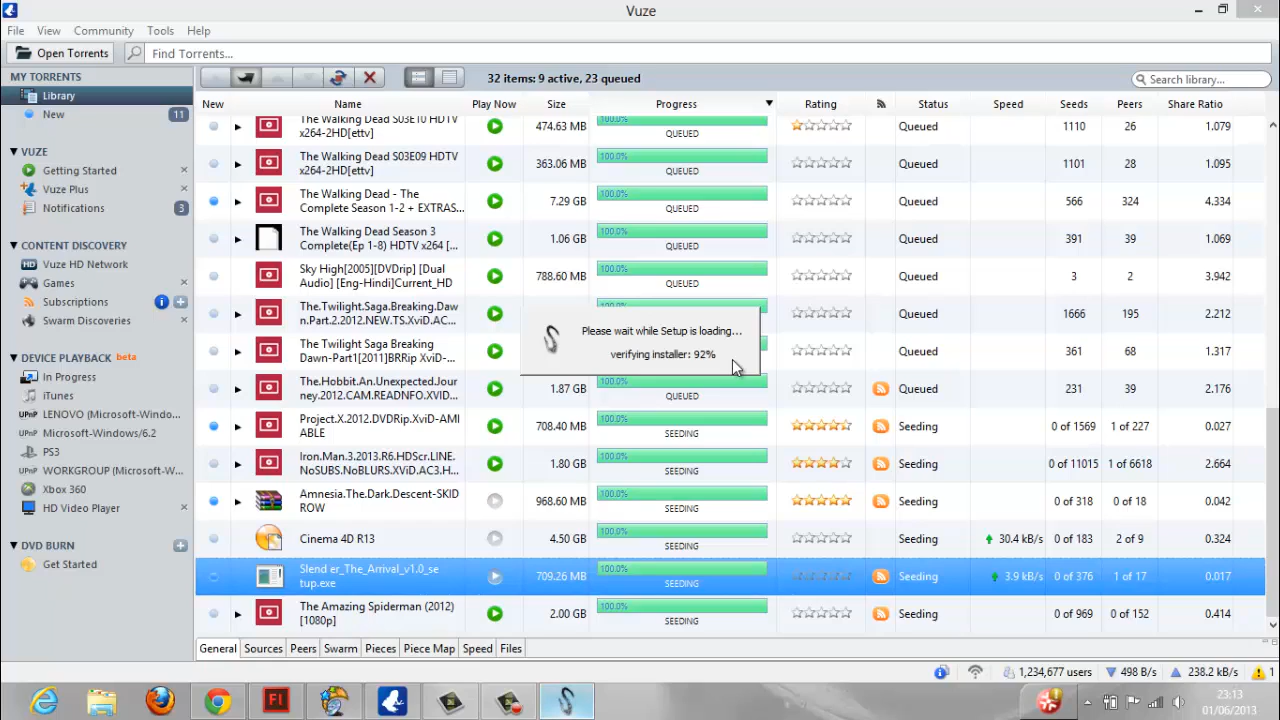 Vuze
File View Community Tools Help
Open Torrents Find Torrents...
MY TORRENTS
Library
New 11
VUZE
Getting Started
Vuze Plus
Notifications 3
CONTENT DISCOVERY
Vuze HD Network
Games
Subscriptions
Swarm Discoveries
DEVICE PLAYBACK beta
In Progress
iTunes
UPnP LENOVO (Microsoft-Windo...
UPnP Microsoft-Windows/6.2
UPnP PS3
UPnP WORKGROUP (Microsoft-W...
Xbox 360
HD Video Player
DVD BURN
Get Started
32 items: 9 active, 23 queued
Search library...
New Name Play Now Size Progress Rating Status Speed Seeds Peers Share Ratio
The Walking Dead S03E10 HDTV
x264-2HD[ettv] 474.63 MB 100.0% QUEUED Queued 1110 26 1.079
The Walking Dead S03E09 HDTV
x264-2HD[ettv] 363.06 MB 100.0% QUEUED Queued 1101 28 1.095
The Walking Dead - The
Complete Season 1-2 + EXTRAS... 7.29 GB 100.0% QUEUED Queued 566 324 4.334
The Walking Dead Season 3
Complete(Ep 1-8) HDTV x264 [... 1.06 GB 100.0% QUEUED Queued 391 39 1.069
Sky High[2005][DVDrip] [Dual
Audio] [Eng-Hindi]Current_HD 788.60 MB 100.0% QUEUED Queued 3 2 3.942
The.Twilight.Saga.Breaking.Daw
n.Part.2.2012.NEW.TS.XviD.AC... Queued 1666 195 2.212
The Twilight Saga Breaking
Dawn-Part1[2011]BRRip XviD-... Queued 361 68 1.317
Please wait while Setup is loading...
verifying installer: 92%
The.Hobbit.An.Unexpected.Jour
ney.2012.CAM.READNFO.XViD... 1.87 GB 100.0% QUEUED Queued 231 39 2.176
Project.X.2012.DVDRip.XviD-AMI
ABLE 708.40 MB 100.0% SEEDING Seeding 0 of 1569 1 of 227 0.027
Iron.Man.3.2013.R6.HDScr.LINE.
NoSUBS.NoBLURS.XViD.AC3.H... 1.80 GB 100.0% SEEDING Seeding 0 of 11015 1 of 6618 2.664
Amnesia.The.Dark.Descent-SKID
ROW 968.60 MB 100.0% SEEDING Seeding 0 of 318 0 of 18 0.042
Cinema 4D R13 4.50 GB 100.0% SEEDING Seeding 30.4 kB/s 0 of 183 2 of 9 0.324
Slend er_The_Arrival_v1.0_se
tup.exe 709.26 MB 100.0% SEEDING Seeding 3.9 kB/s 0 of 376 1 of 17 0.017
The Amazing Spiderman (2012)
[1080p] 2.00 GB 100.0% SEEDING Seeding 0 of 969 0 of 152 0.414
General Sources Peers Swarm Pieces Piece Map Speed Files
1,234,677 users 498 B/s 238.2 kB/s 1
23:13
01/06/2013